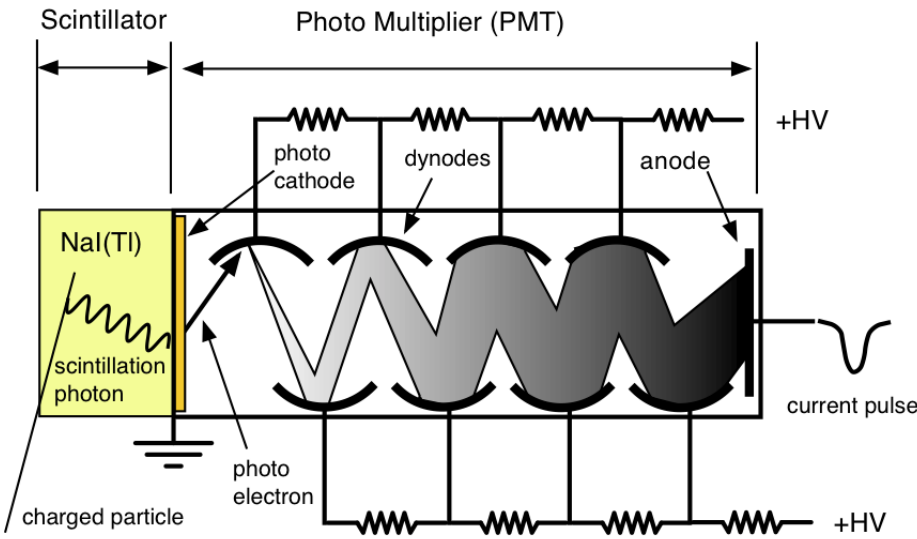 Scintillator
Photo Multiplier (PMT)
+HV
photo
cathode
dynodes
anode
NaI(Tl)
scintillation
photon
current pulse
photo
electron
charged particle
+HV